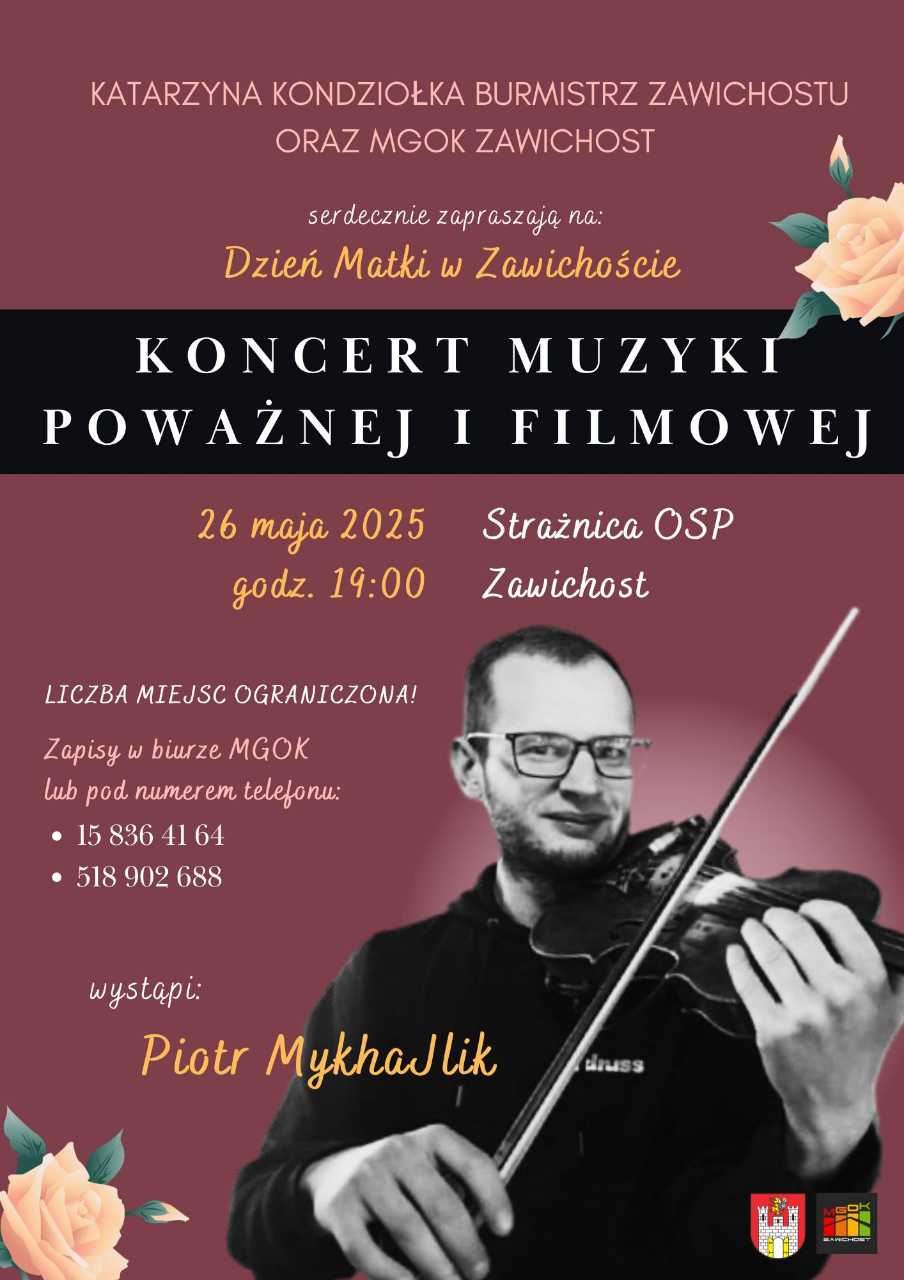 KATARZYNA KONDZIOŁKA BURMISTRZ ZAWICHOSTU
ORAZ MGOK ZAWICHOST
serdecznie zapraszają na:
Dzień Matki w Zawichoście
KONCERT MUZYKI
POWAŻNEJ I FILMOWEJ
26 maja 2025
godz. 19:00
Strażnica OSP
Zawichost
LICZBA MIEJSC OGRANICZONA!
Zapisy w biurze MGOK
lub pod numerem telefonu:
• 15 836 41 64
• 518 902 688
wystąpi:
Piotr MykhaJlik
MGOK
ZAWICHOST